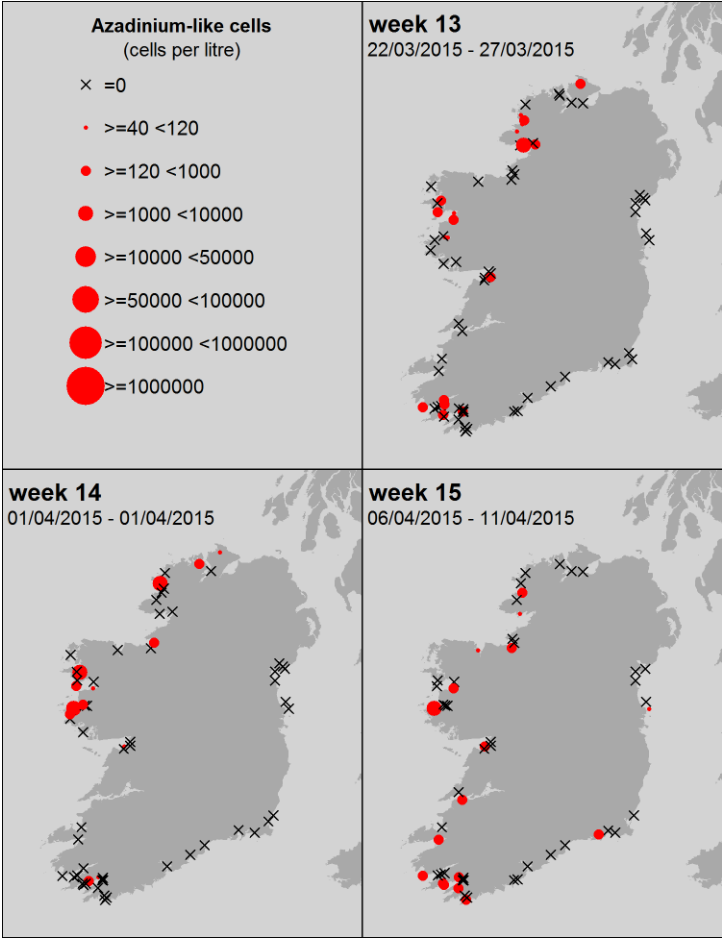 Azadinium-like cells
(cells per litre)
=0
>=40 <120
>=120 <1000
>=1000 <10000
>=10000 <50000
>=50000 <100000
>=100000 <1000000
>=1000000
week 13
22/03/2015 - 27/03/2015
week 14
01/04/2015 - 01/04/2015
week 15
06/04/2015 - 11/04/2015